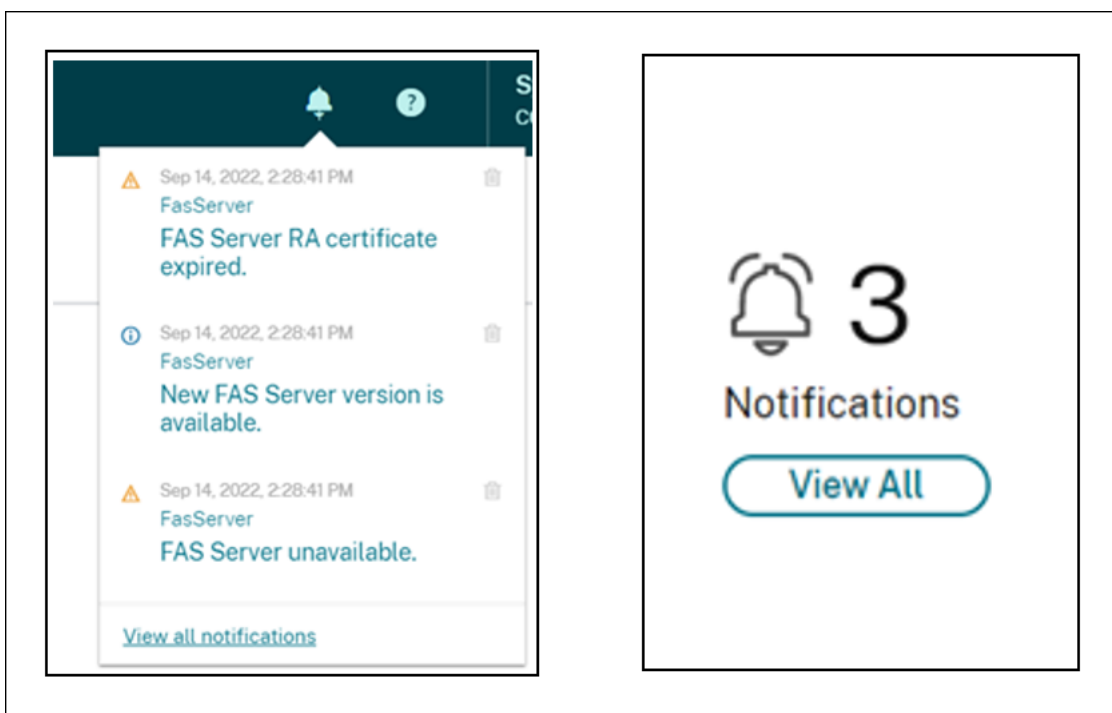 ?
S
Sep 14, 2022, 2:28:41 PM
FasServer
FAS Server RA certificate
expired.
Sep 14, 2022, 2:28:41 PM
FasServer
New FAS Server version is
available.
Sep 14, 2022, 2:28:41 PM
FasServer
FAS Server unavailable.
View all notifications
3
Notifications
View All